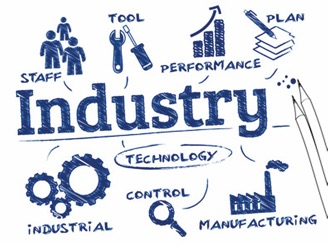 TOOL
PLAN
STAFF
PERFORMANCE
Industry
TECHNOLOGY
CONTROL
iNDUSTRIAL
MANUFACTURING